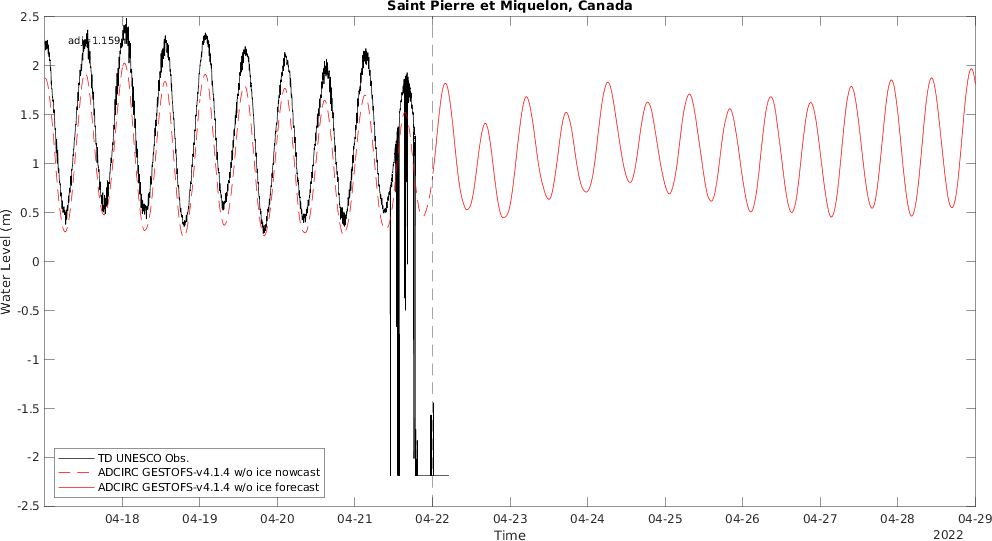 Saint Pierre et Miquelon, Canada
2.5
adj=1.159
2
1.5
1
0.5
0
-0.5
-1
-1.5
-2
-2.5
Water Level (m)
TD UNESCO Obs.
ADCIRC GESTOFS-v4.1.4 w/o ice nowcast
ADCIRC GESTOFS-v4.1.4 w/o ice forecast
04-18 04-19 04-20 04-21 04-22 04-23 04-24 04-25 04-26 04-27 04-28 04-29
Time
2022